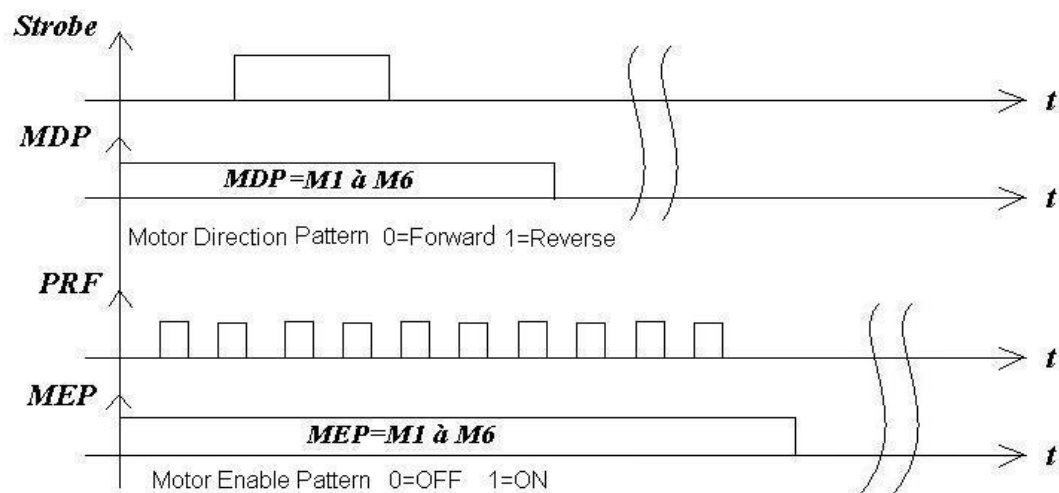 Strobe
t
MDP
MDP=M1 à M6
t
Motor Direction Pattern 0=Forward 1=Reverse
PRF
t
MEP
MEP=M1 à M6
t
Motor Enable Pattern 0=OFF 1=ON